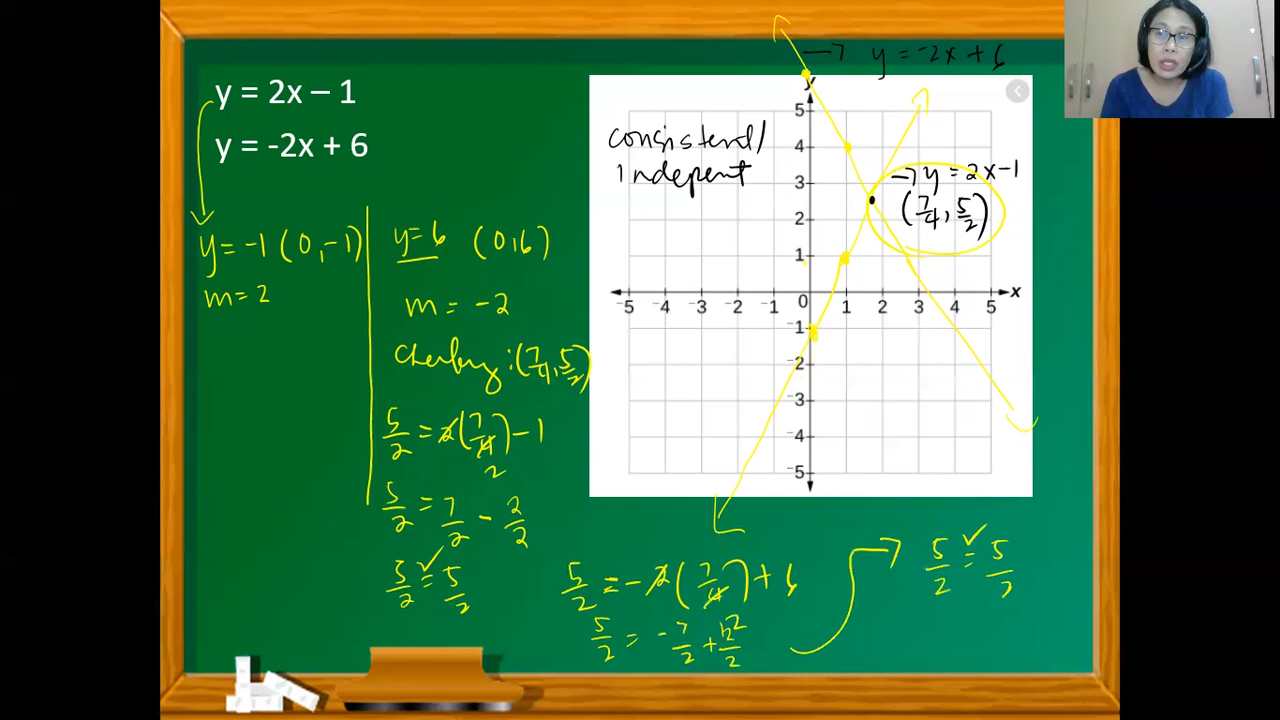 y = 2x – 1
y = -2x + 6
y = -1 (0, -1)
m = 2
y = 6 (0, 6)
m = -2
(7/4, 5/2)
5/2 = 2(7/4) - 1
2
5/2 = 7/2 - 2/2
5/2 = 5/2
→ y = -2x + 6
consistend/
Indepent
→ y = 2x-1
(7/4, 5/2)
y
5
4
3
2
1
0
-5 -4 -3 -2 -1 1 2 3 4 5 x
-1
-2
-3
-4
-5
5/2 = -2(7/4) + 6
5/2 = -7/2 + 12/2
5/2 = 5/2